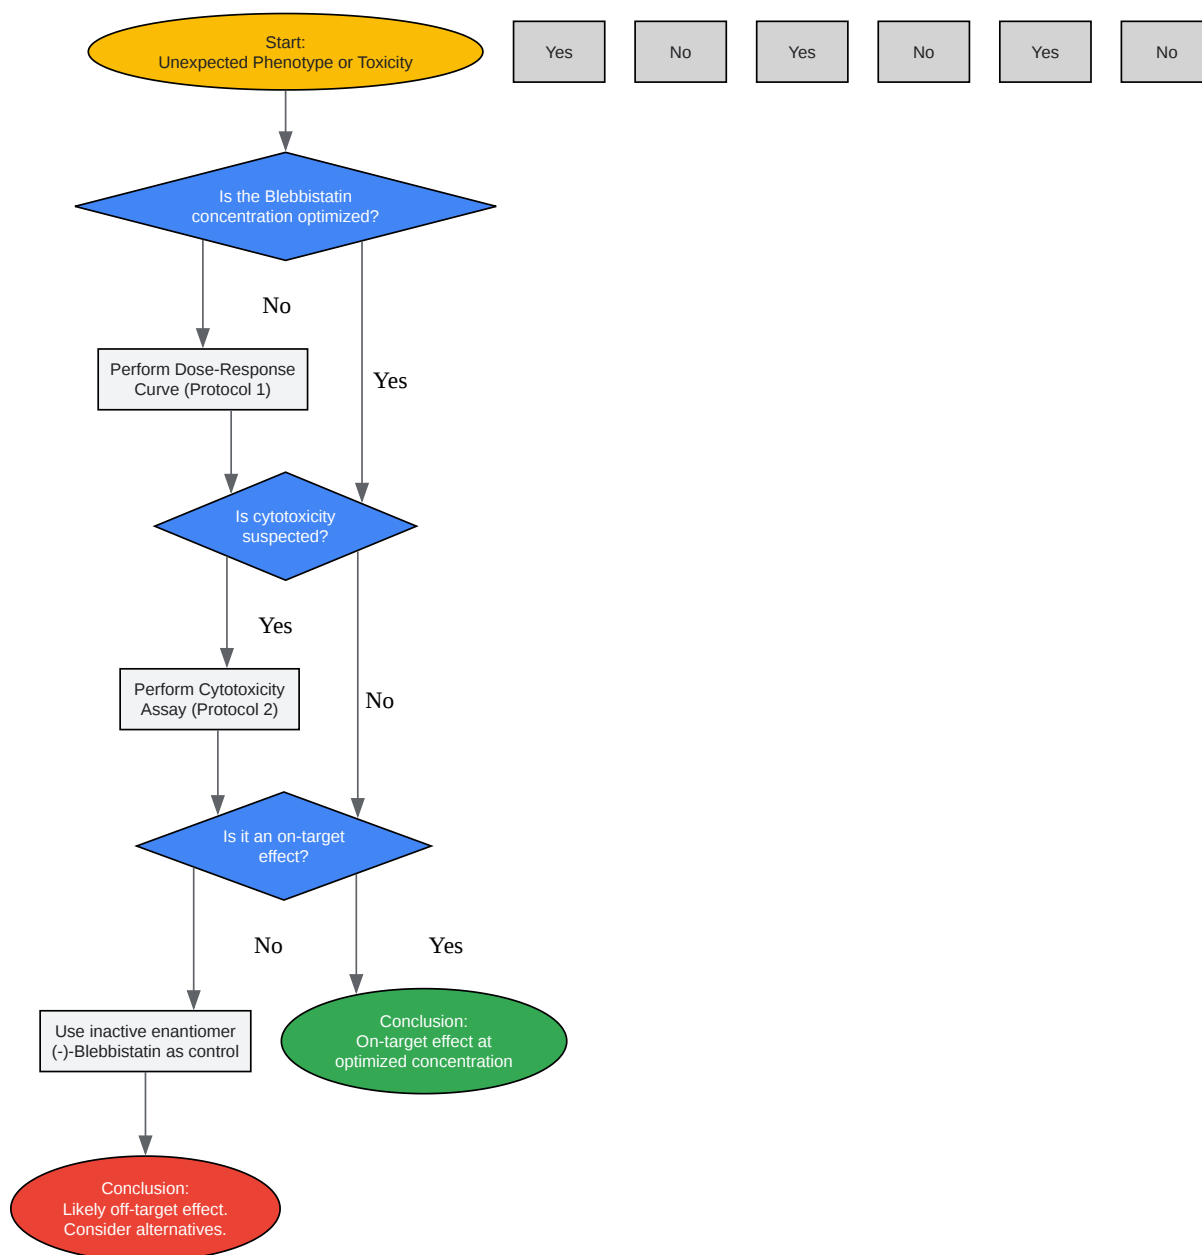 Start:
Unexpected Phenotype or Toxicity
Yes
No
Yes
No
Yes
No
Is the Blebbistatin
concentration optimized?
No
Perform Dose-Response
Curve (Protocol 1)
Yes
Is cytotoxicity
suspected?
Yes
Perform Cytotoxicity
Assay (Protocol 2)
No
Is it an on-target
effect?
No
Yes
Use inactive enantiomer
(-)-Blebbistatin as control
Conclusion:
On-target effect at
optimized concentration
Conclusion:
Likely off-target effect.
Consider alternatives.